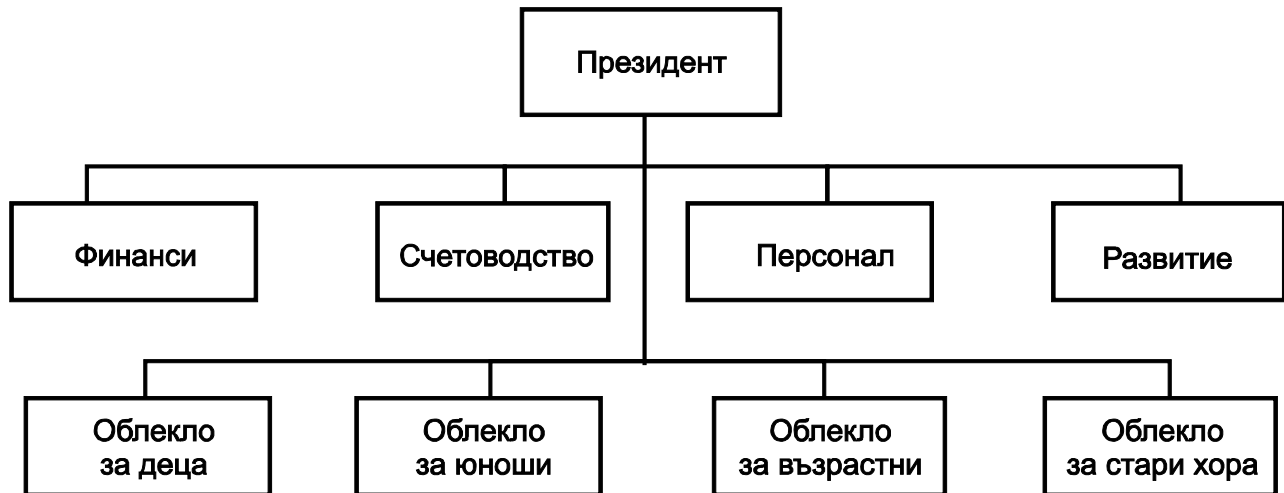 Президент
Финанси
Счетоводство
Персонал
Развитие
Облекло
за деца
Облекло
за юноши
Облекло
за възрастни
Облекло
за стари хора